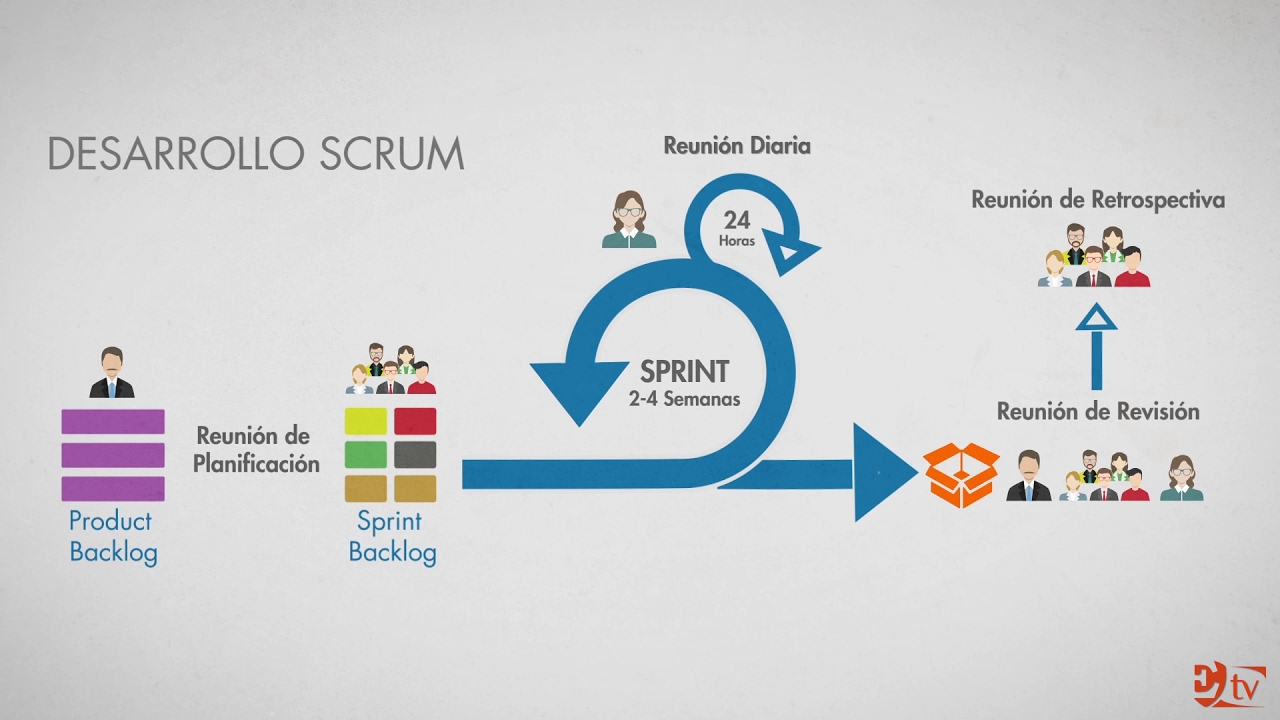 DESARROLLO SCRUM
Reunión Diaria
24
Horas
Reunión de Retrospectiva
SPRINT
2-4 Semanas
Reunión de Revisión
Reunión de
Planificación
Product
Backlog
Sprint
Backlog
E tv